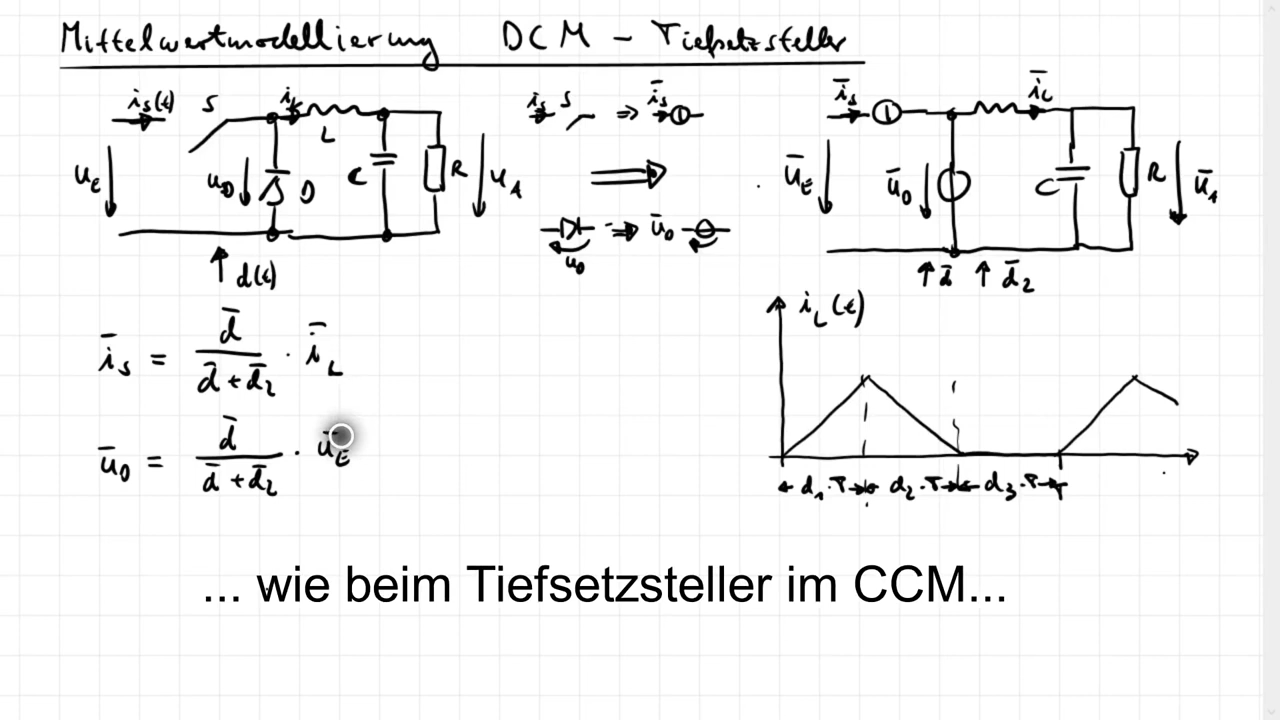 Mittelwertmodellierung DCM - Tiefsetzsteller
i_s(t) S i_L L
u_E u_D D C R u_A
d(t)
i_s S ⇒ ī_s
u_D ⇒ ū_D
ī_s ī_L
ū_E ū_D C R ū_A
d̄ d̄_2
ī_s = d̄ / (d̄ + d̄_2) · ī_L
ū_D = d̄ / (d̄ + d̄_2) · ū_E
i_L(t)
d_1·T d_2·T d_3·T
... wie beim Tiefsetzsteller im CCM...